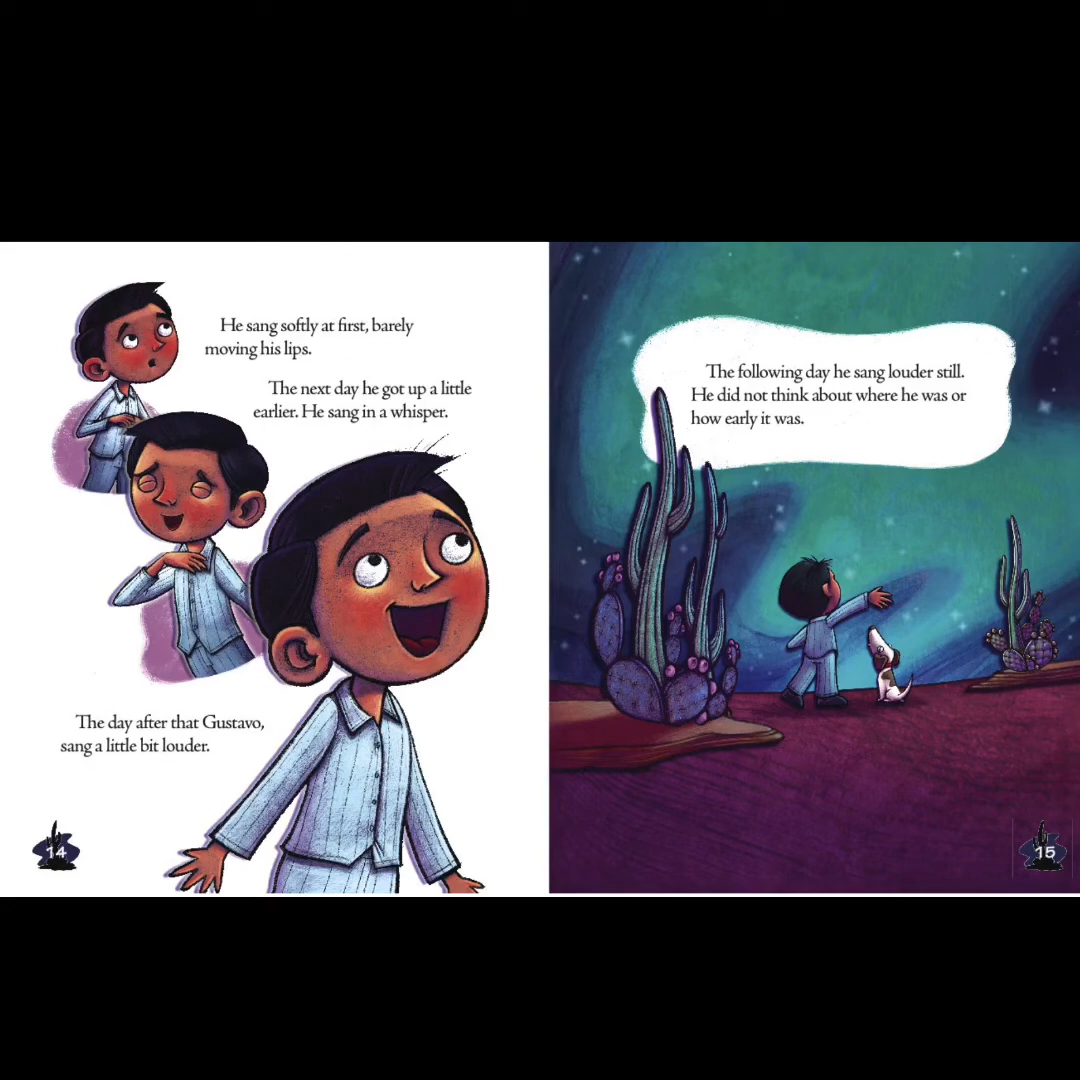 He sang softly at first, barely
moving his lips.
The next day he got up a little
earlier. He sang in a whisper.
The day after that Gustavo,
sang a little bit louder.
14
The following day he sang louder still.
He did not think about where he was or
how early it was.
15